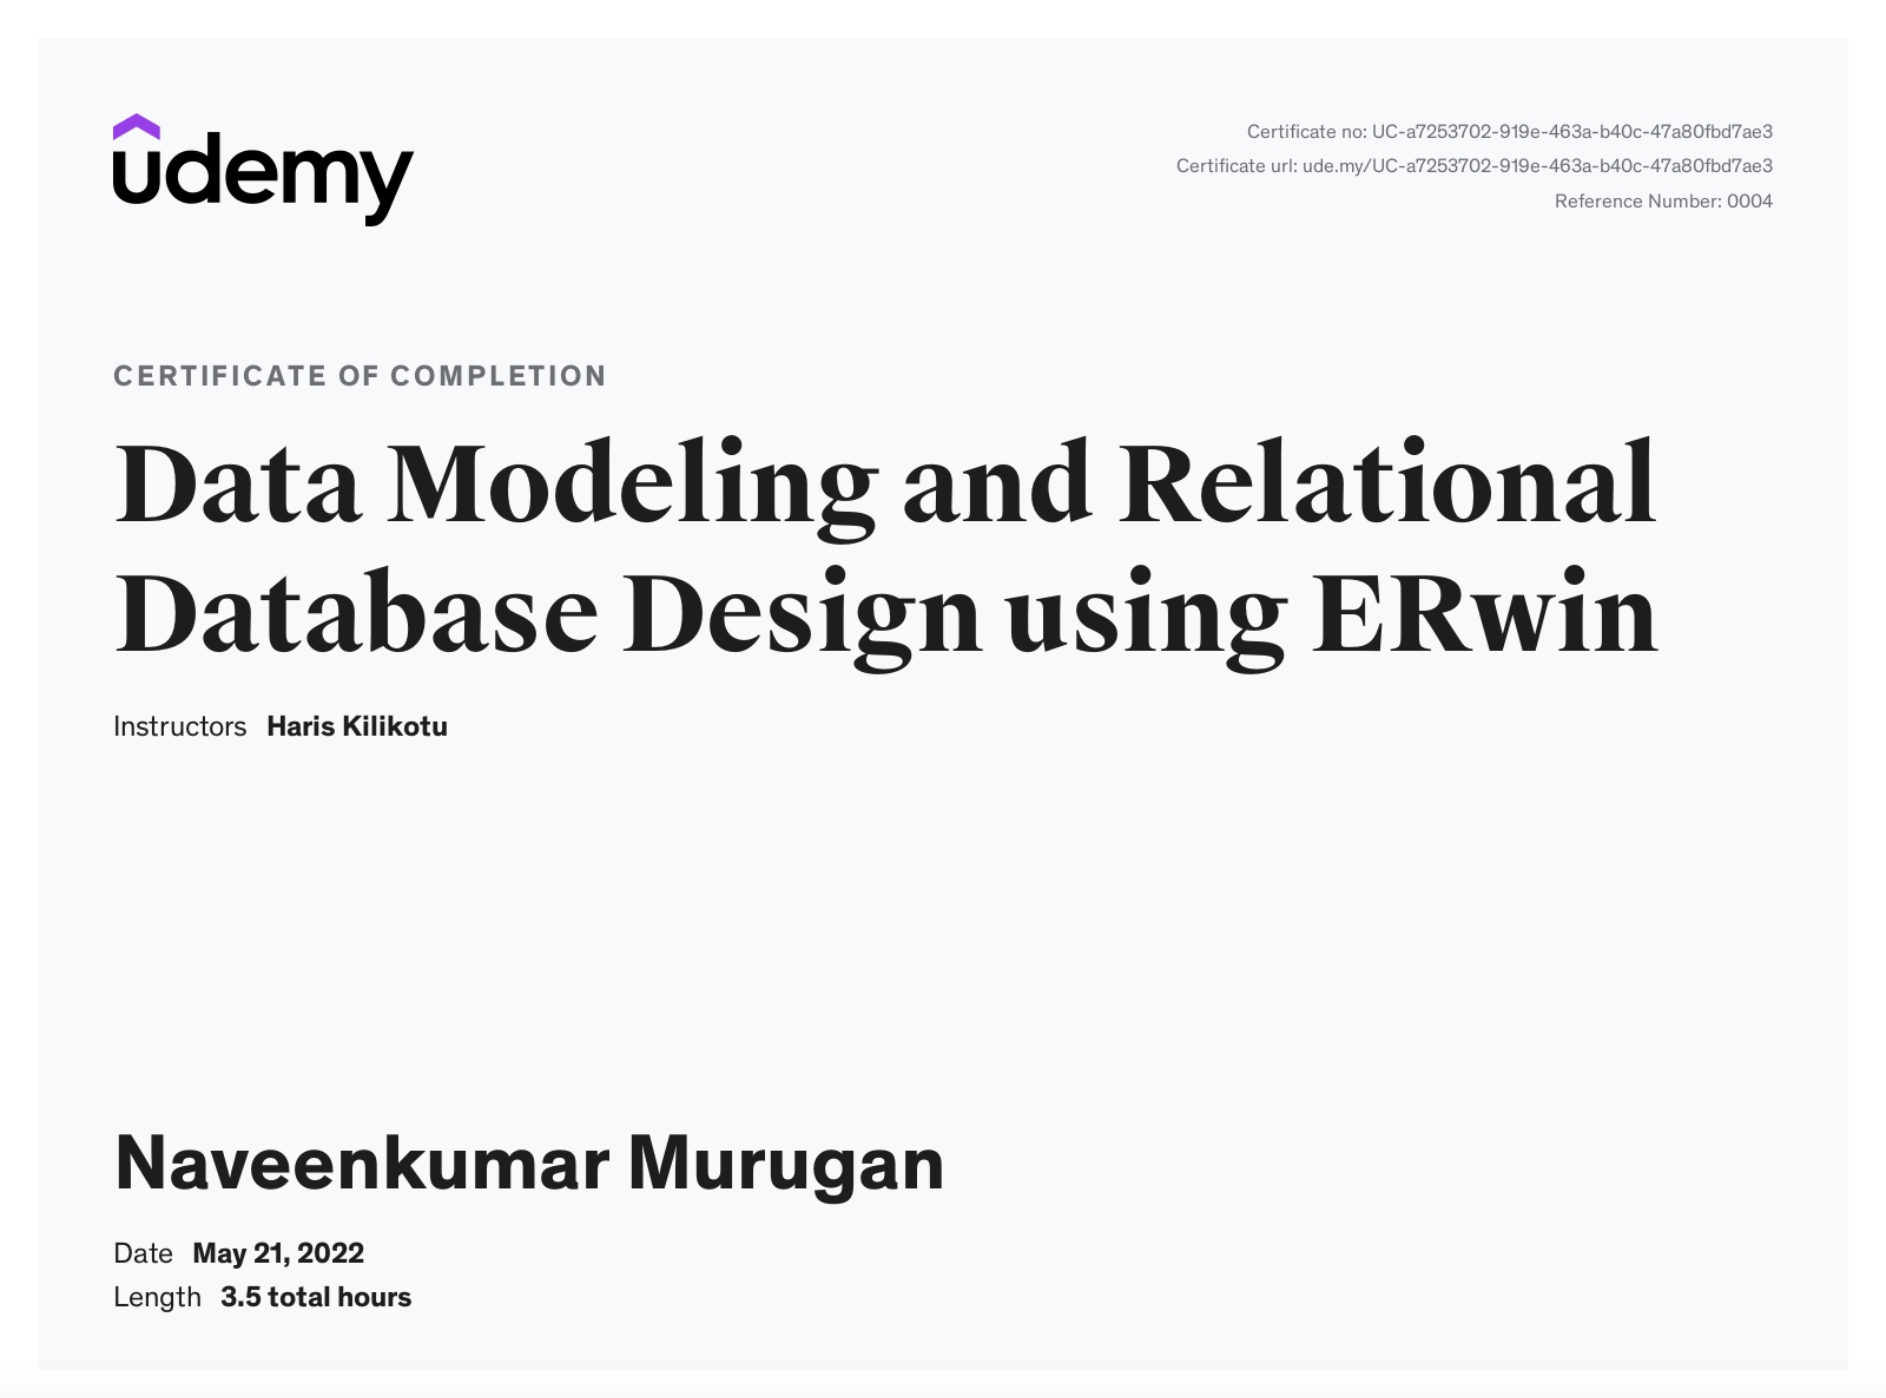 udemy
Certificate no: UC-a7253702-919e-463a-b40c-47a80fbd7ae3
Certificate url: ude.my/UC-a7253702-919e-463a-b40c-47a80fbd7ae3
Reference Number: 0004
CERTIFICATE OF COMPLETION
Data Modeling and Relational
Database Design using ERwin
Instructors Haris Kilikotu
Naveenkumar Murugan
Date May 21, 2022
Length 3.5 total hours